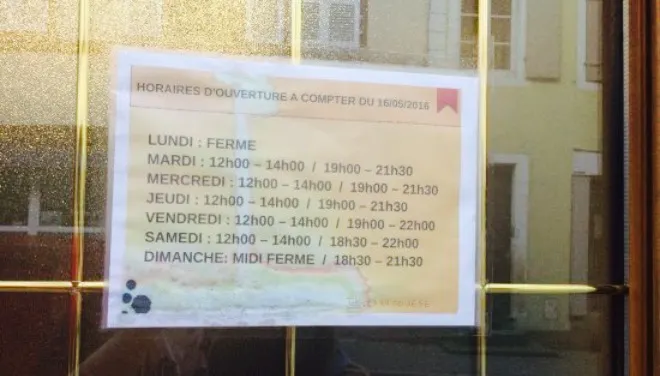 HORAIRES D'OUVERTURE A COMPTER DU 16/05/2016
LUNDI : FERME
MARDI : 12h00 – 14h00 / 19h00 – 21h30
MERCREDI : 12h00 – 14h00 / 19h00 – 21h30
JEUDI : 12h00 – 14h00 / 19h00 – 21h30
VENDREDI : 12h00 – 14h00 / 19h00 – 22h00
SAMEDI : 12h00 – 14h00 / 18h30 – 22h00
DIMANCHE: MIDI FERME / 18h30 – 21h30